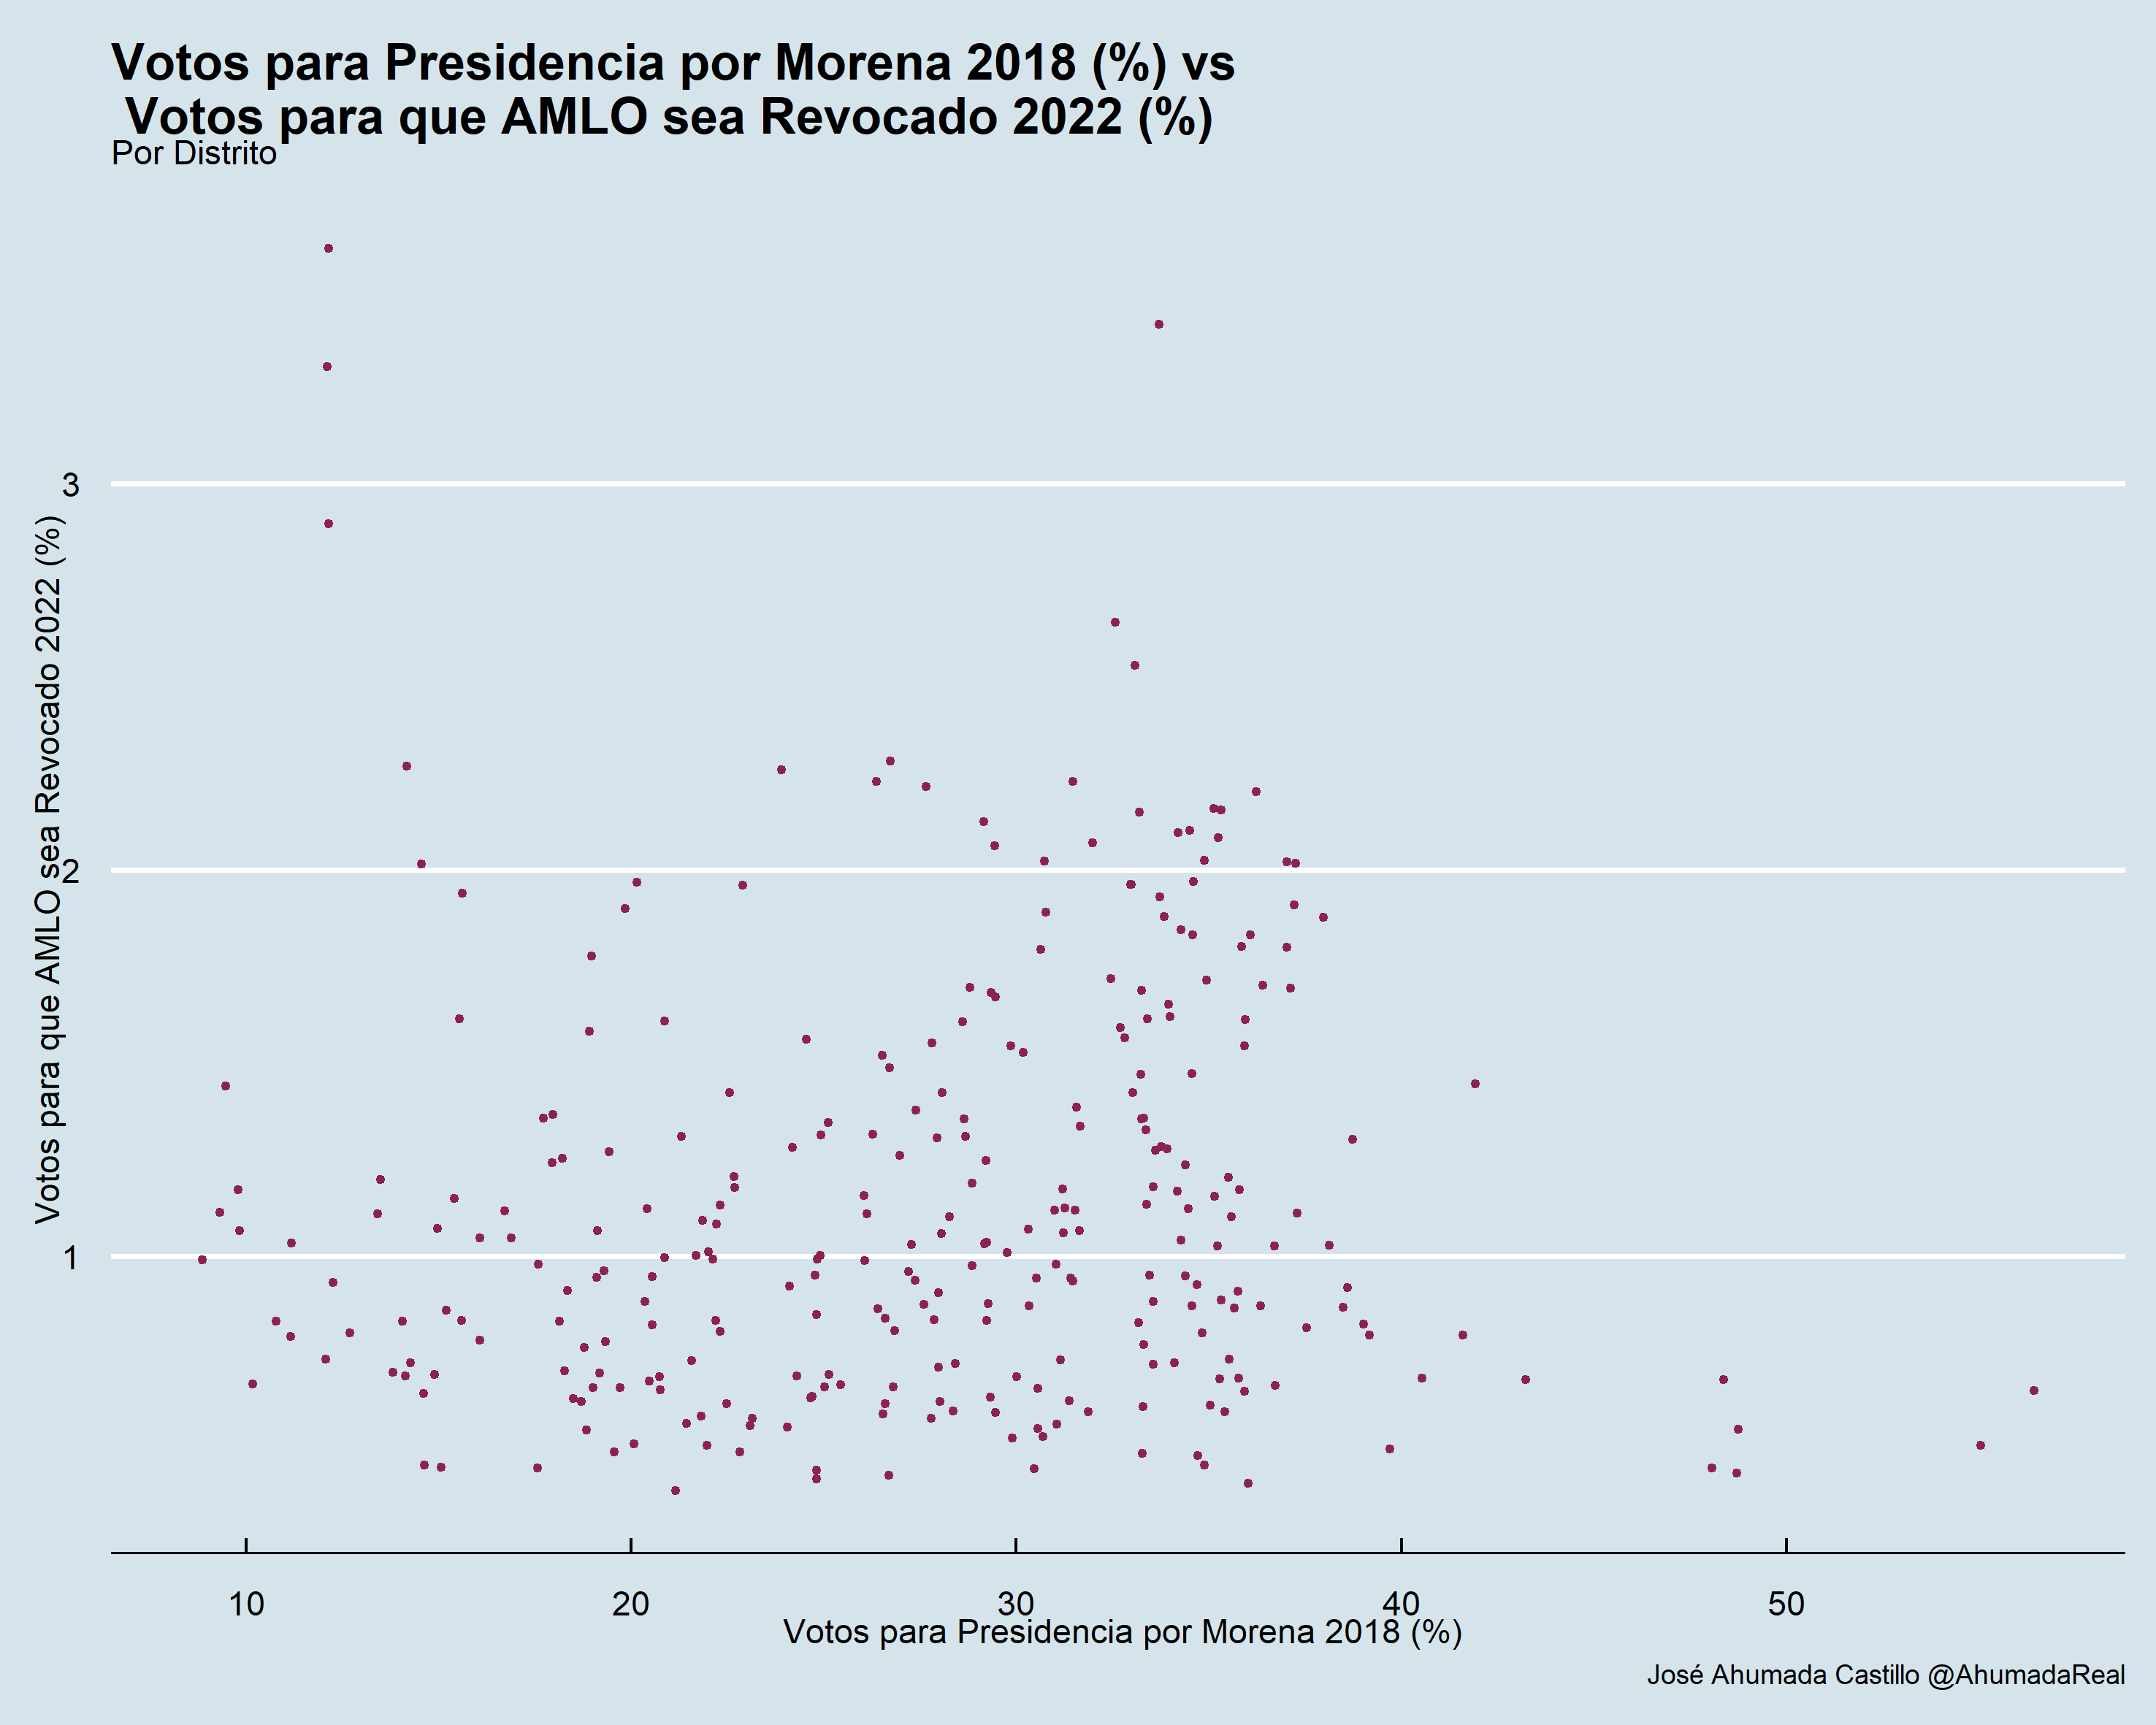 Votos para Presidencia por Morena 2018 (%) vs
Votos para que AMLO sea Revocado 2022 (%)
Por Distrito
Votos para que AMLO sea Revocado 2022 (%)
3
2
1
10 20 30 40 50
Votos para Presidencia por Morena 2018 (%)
José Ahumada Castillo @AhumadaReal